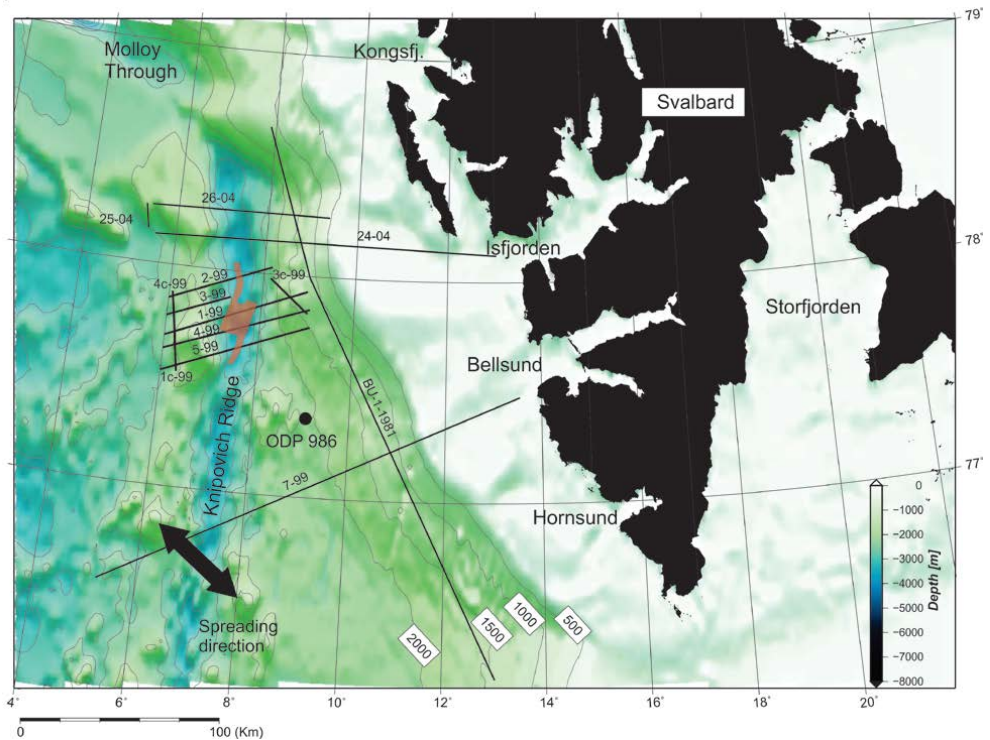 79°
Molloy
Through
Kongsfj.
Svalbard
26-04
25-04
24-04
Isfjorden
78°
4c-99
2-99
3c-99
3-99
1-99
4-99
5-99
1c-99
Storfjorden
Bellsund
Knipovich Ridge
BU-1-1981
ODP 986
7-99
77°
Hornsund
0
-1000
-2000
-3000
-4000
-5000
-6000
-7000
-8000
Depth [m]
Spreading
direction
2000
1500
1000
500
4° 6° 8° 10° 12° 14° 16° 18° 20°
0 100 (Km)